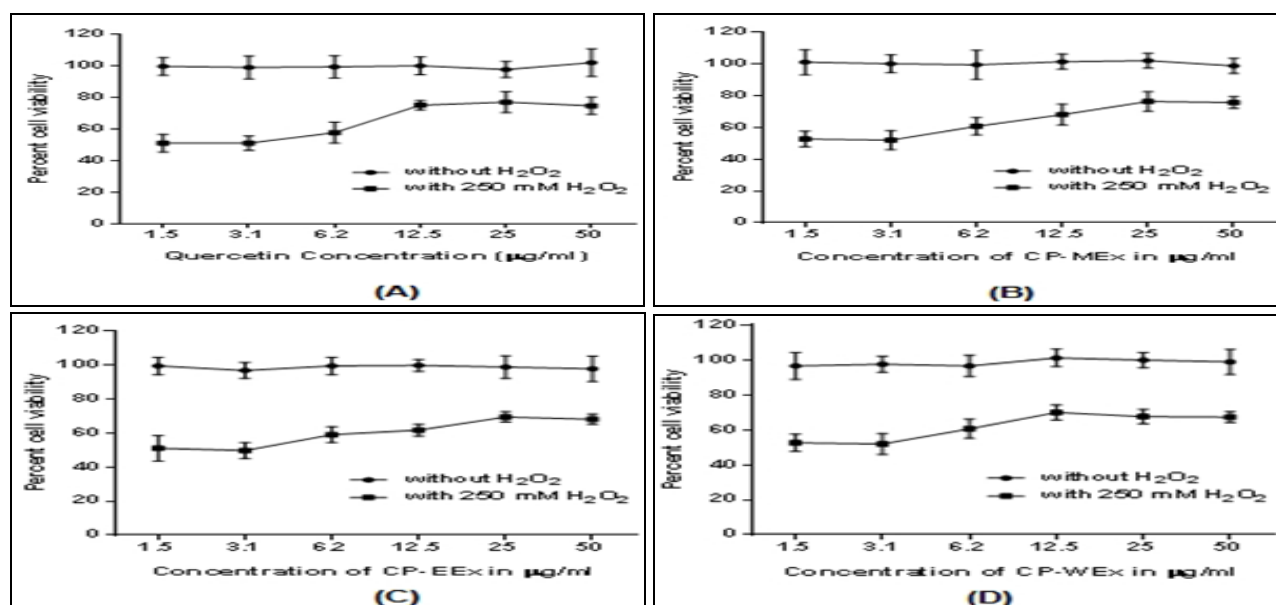 120
100
80
60
40
20
0
Percent cell viability
without H₂O₂
with 250 mM H₂O₂
1.5 3.1 6.2 12.5 25 50
Quercetin Concentration (µg/ml)
(A)
120
100
80
60
40
20
0
Percent cell viability
without H₂O₂
with 250 mM H₂O₂
1.5 3.1 6.2 12.5 25 50
Concentration of CP-MEx in µg/ml
(B)
120
100
80
60
40
20
0
Percent cell viability
without H₂O₂
with 250 mM H₂O₂
1.5 3.1 6.2 12.5 25 50
Concentration of CP-EEx in µg/ml
(C)
120
100
80
60
40
20
0
Percent cell viability
without H₂O₂
with 250 mM H₂O₂
1.5 3.1 6.2 12.5 25 50
Concentration of CP-WEx in µg/ml
(D)